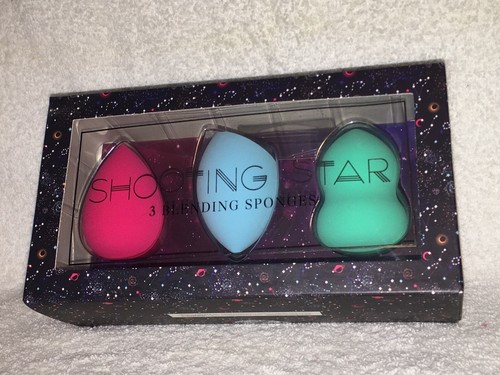 SHOOTING STAR
3 BLENDING SPONGES